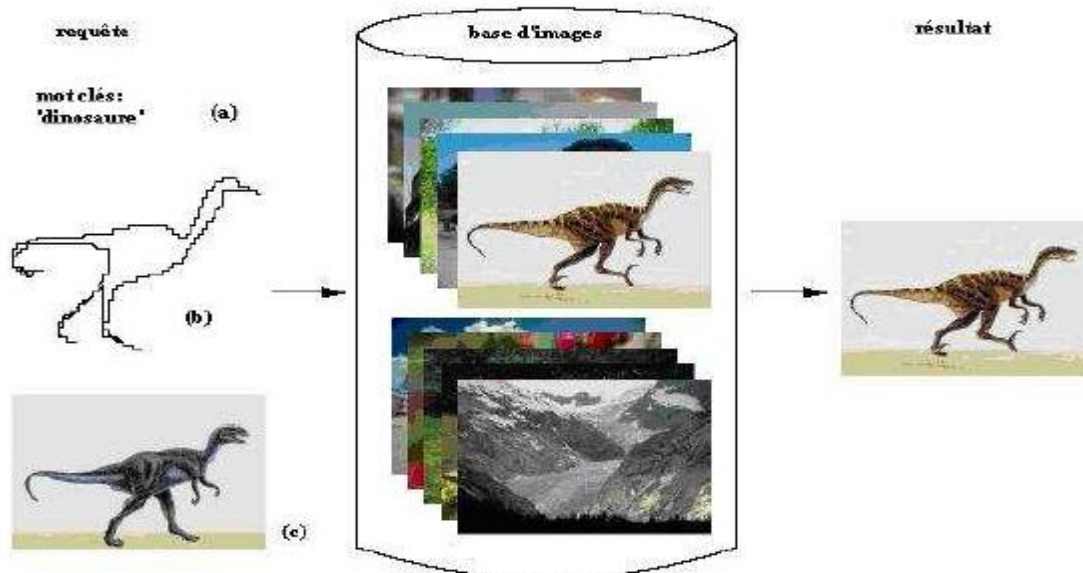 requête
base d'images
résultat
mot clés:
'dinosaure'
(a)
(b)
(c)